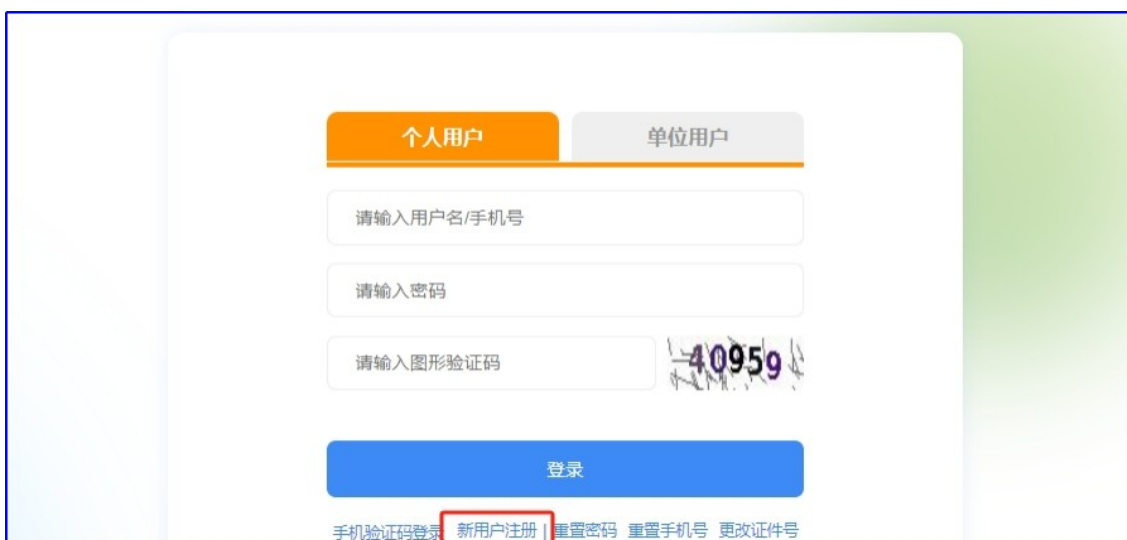 个人用户 单位用户
请输入用户名/手机号
请输入密码
请输入图形验证码 40959
登录
手机验证码登录 新用户注册 | 重置密码 重置手机号 更改证件号